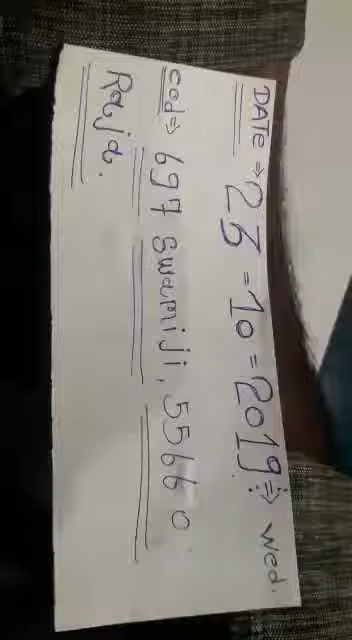 DATE ⇒ 23 = 10 = 2019 ⇒ Wed.
Cod ⇒ 697 Swamiji, 55660
Raja.